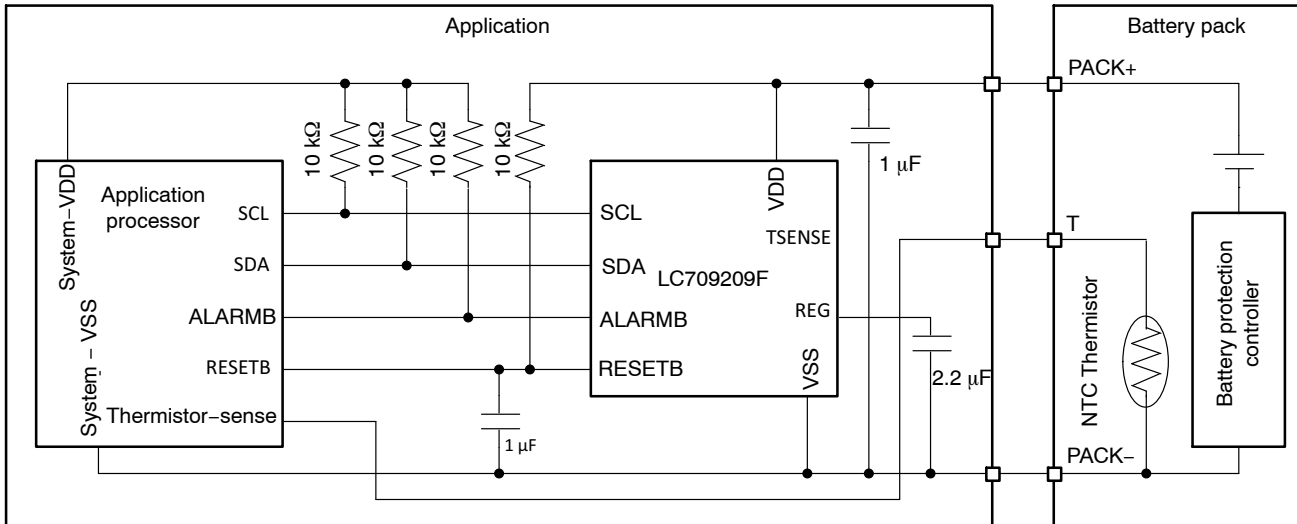 Application
Battery pack
PACK+
10 kΩ
10 kΩ
10 kΩ
10 kΩ
1 μF
System−VDD
Application
processor
SCL
SDA
ALARMB
RESETB
Thermistor−sense
System − VSS
VDD
SCL
TSENSE
SDA
LC709209F
REG
ALARMB
RESETB
VSS
T
2.2 μF
1 μF
NTC Thermistor
Battery protection
controller
PACK−